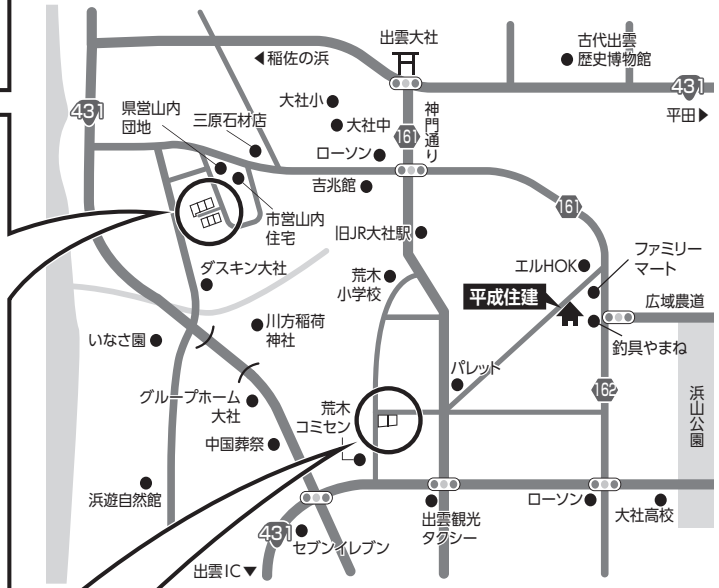 出雲大社
古代出雲
歴史博物館
稲佐の浜
431
平田
431
県営山内
団地
三原石材店
大社小
大社中
161
神門通り
ローソン
吉兆館
161
市営山内
住宅
旧JR大社駅
ダスキン大社
荒木
小学校
エルHOK
ファミリー
マート
平成住建
広域農道
釣具やまね
いなさ園
川方稲荷
神社
パレット
162
浜山公園
グループホーム
大社
荒木
コミセン
中国葬祭
浜遊自然館
ローソン
大社高校
出雲観光
タクシー
431
セブンイレブン
出雲IC